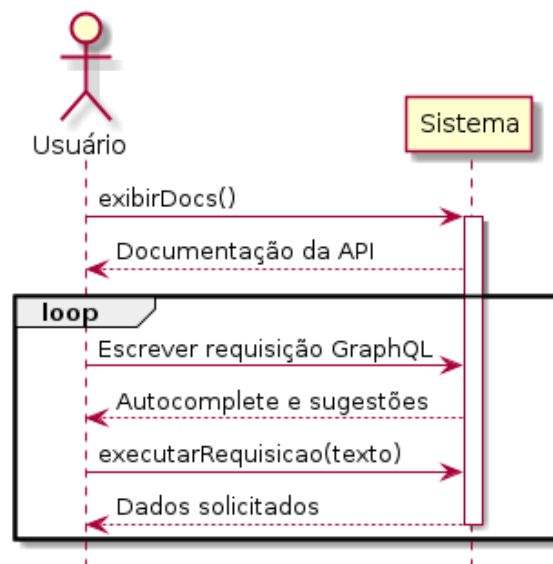 Usuário
Sistema
exibirDocs()
Documentação da API
loop
Escrever requisição GraphQL
Autocomplete e sugestões
executarRequisicao(texto)
Dados solicitados